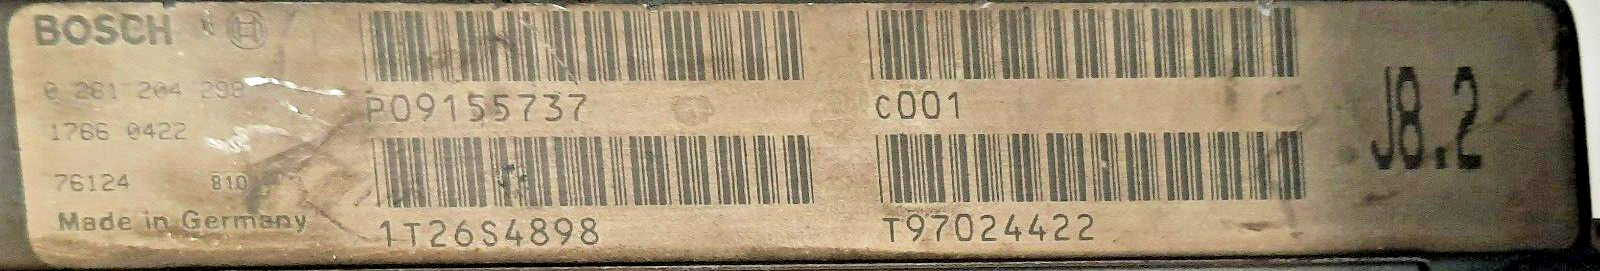 BOSCH
0 261 204 298
1766 0422
76124 810
Made in Germany
P09155737
1T26S4898
c001
T97024422
J8.2